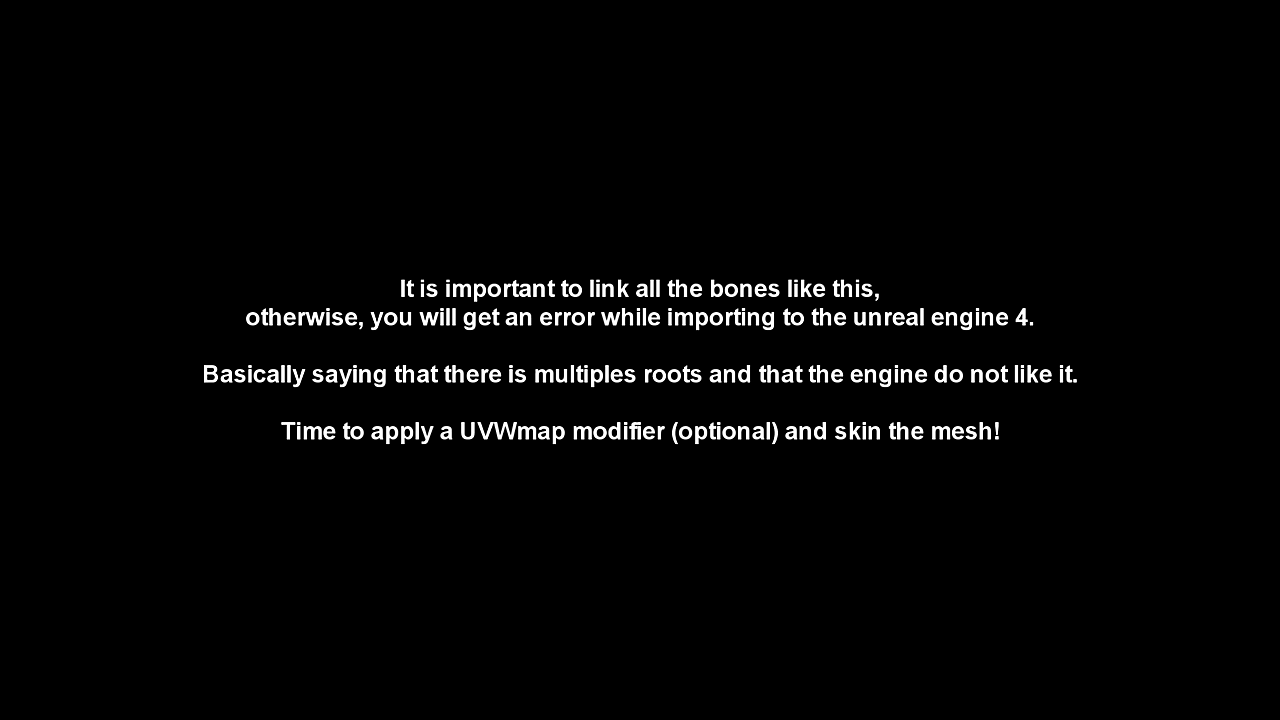 It is important to link all the bones like this,
otherwise, you will get an error while importing to the unreal engine 4.
Basically saying that there is multiples roots and that the engine do not like it.
Time to apply a UVWmap modifier (optional) and skin the mesh!